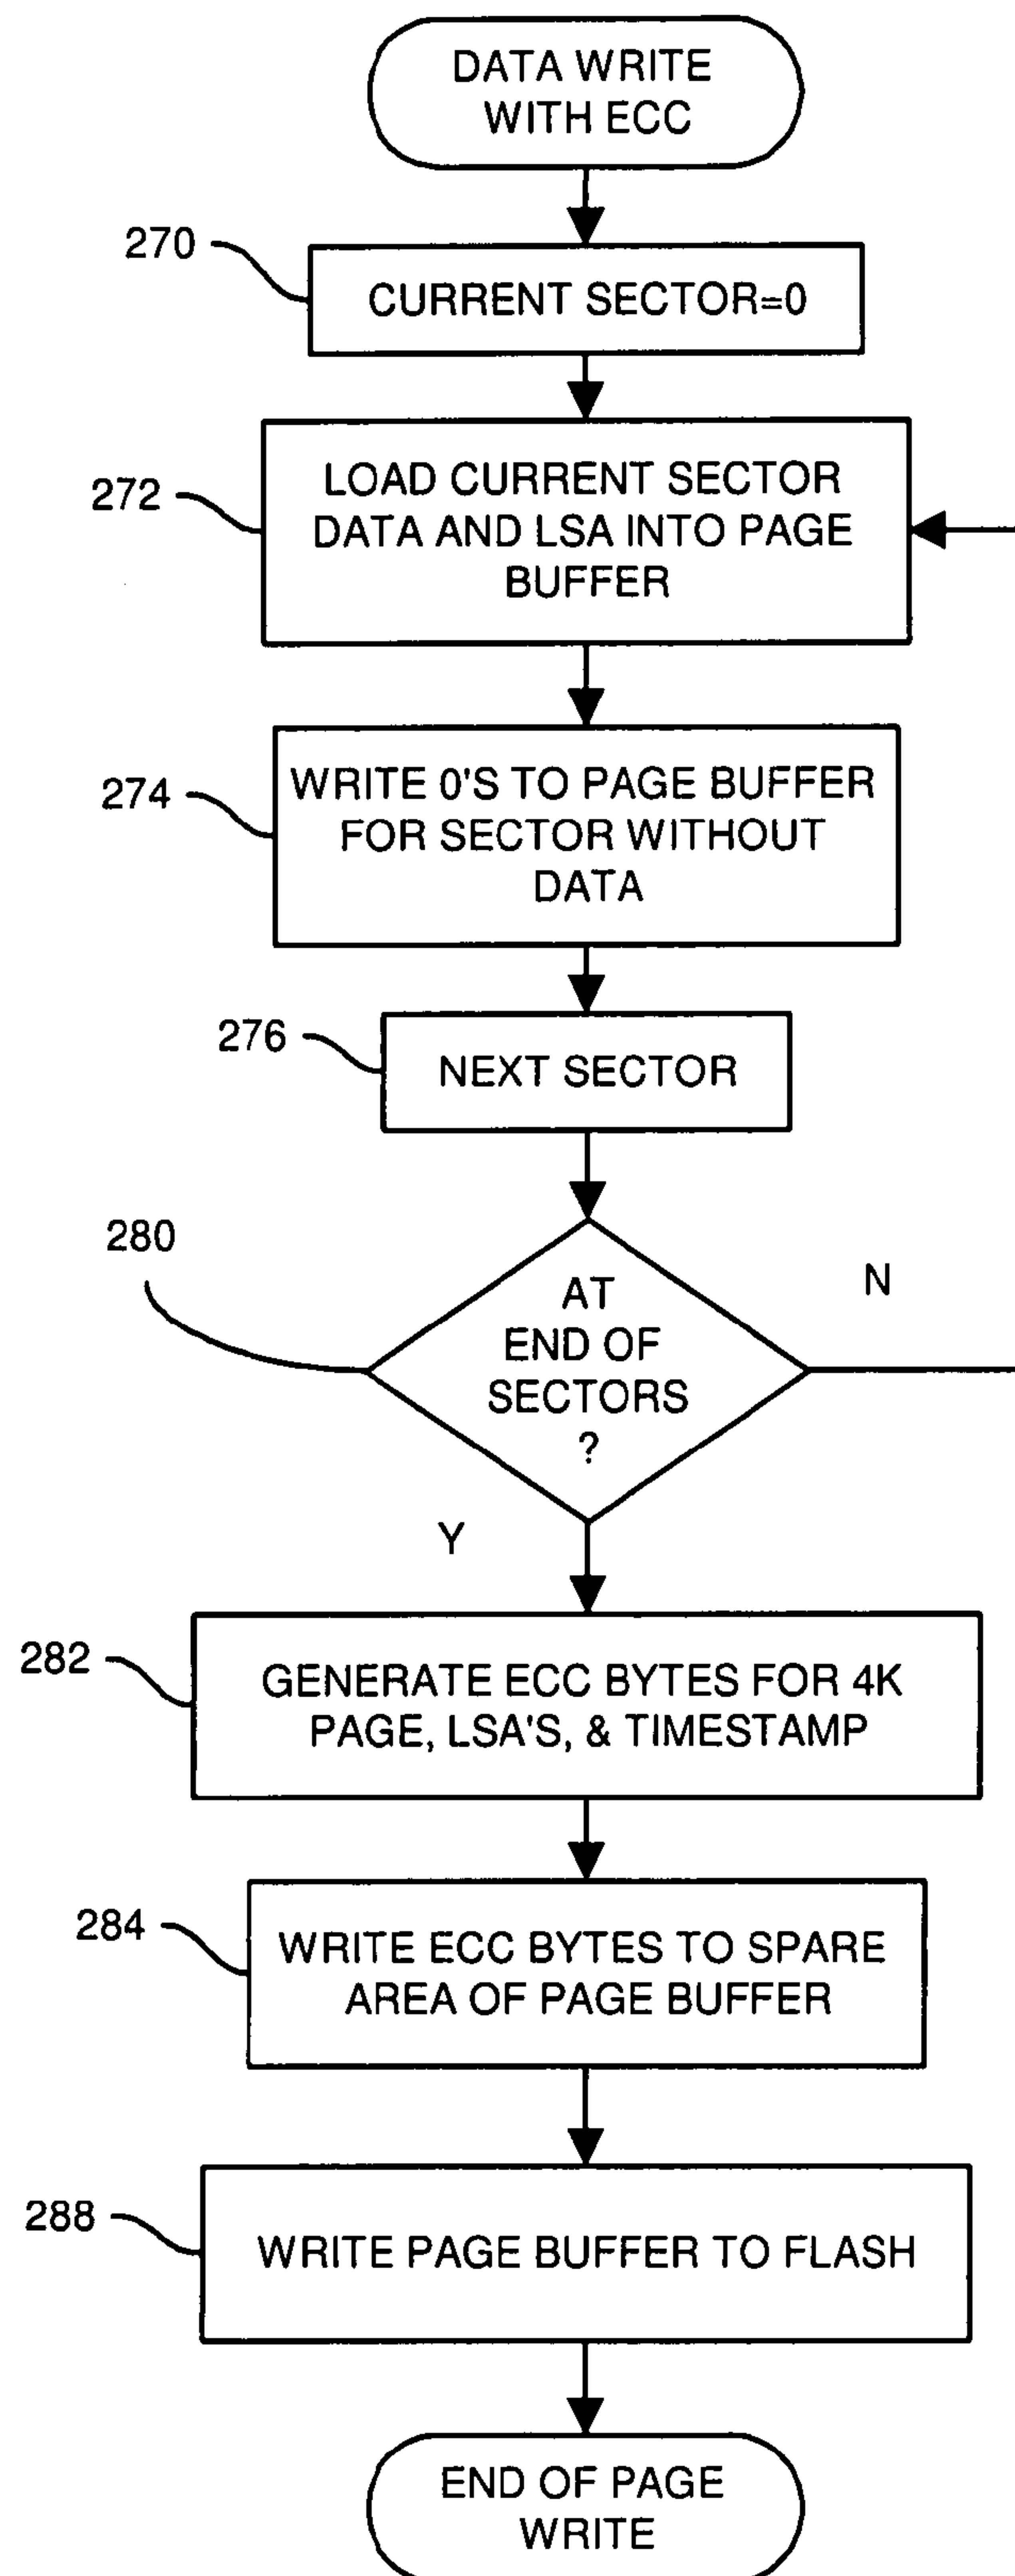 DATA WRITE
WITH ECC
270
CURRENT SECTOR=0
272
LOAD CURRENT SECTOR
DATA AND LSA INTO PAGE
BUFFER
274
WRITE 0'S TO PAGE BUFFER
FOR SECTOR WITHOUT
DATA
276
NEXT SECTOR
280
AT
END OF
SECTORS
?
N
Y
282
GENERATE ECC BYTES FOR 4K
PAGE, LSA'S, & TIMESTAMP
284
WRITE ECC BYTES TO SPARE
AREA OF PAGE BUFFER
288
WRITE PAGE BUFFER TO FLASH
END OF PAGE
WRITE